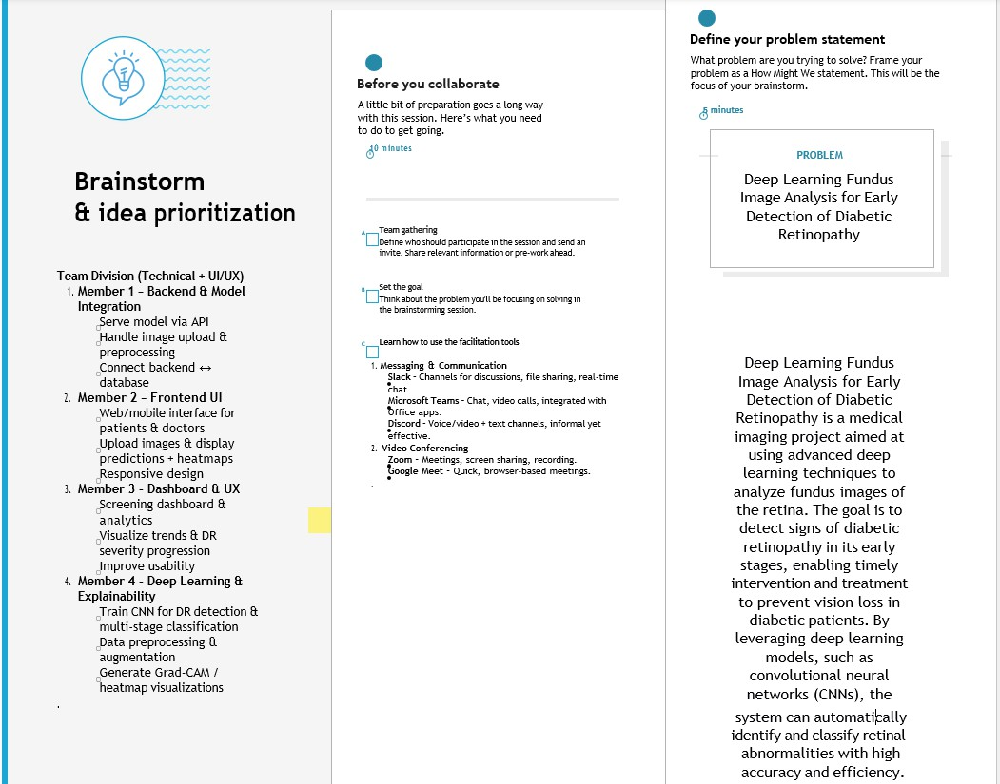 Brainstorm
& idea prioritization
Team Division (Technical + UI/UX)
1. Member 1 – Backend & Model
Integration
Serve model via API
Handle image upload &
preprocessing
Connect backend ↔
database
2. Member 2 – Frontend UI
Web/mobile interface for
patients & doctors
Upload images & display
predictions + heatmaps
Responsive design
3. Member 3 – Dashboard & UX
Screening dashboard &
analytics
Visualize trends & DR
severity progression
Improve usability
4. Member 4 – Deep Learning &
Explainability
Train CNN for DR detection &
multi-stage classification
Data preprocessing &
augmentation
Generate Grad-CAM /
heatmap visualizations
.
Before you collaborate
A little bit of preparation goes a long way
with this session. Here's what you need
to do to get going.
10 minutes
A
Team gathering
Define who should participate in the session and send an
invite. Share relevant information or pre-work ahead.
B
Set the goal
Think about the problem you'll be focusing on solving in
the brainstorming session.
C
Learn how to use the facilitation tools
1. Messaging & Communication
Slack – Channels for discussions, file sharing, real-time
chat.
Microsoft Teams – Chat, video calls, integrated with
Office apps.
Discord – Voice/video + text channels, informal yet
effective.
2. Video Conferencing
Zoom – Meetings, screen sharing, recording.
Google Meet – Quick, browser-based meetings.
.
Define your problem statement
What problem are you trying to solve? Frame your
problem as a How Might We statement. This will be the
focus of your brainstorm.
5 minutes
PROBLEM
Deep Learning Fundus
Image Analysis for Early
Detection of Diabetic
Retinopathy
Deep Learning Fundus
Image Analysis for Early
Detection of Diabetic
Retinopathy is a medical
imaging project aimed at
using advanced deep
learning techniques to
analyze fundus images of
the retina. The goal is to
detect signs of diabetic
retinopathy in its early
stages, enabling timely
intervention and treatment
to prevent vision loss in
diabetic patients. By
leveraging deep learning
models, such as
convolutional neural
networks (CNNs), the
system can automatically
identify and classify retinal
abnormalities with high
accuracy and efficiency.